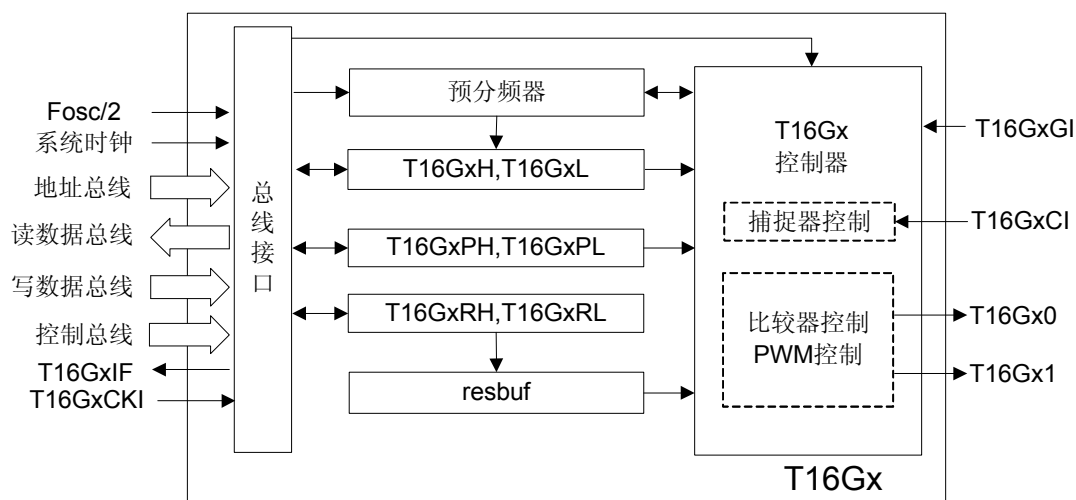 Fosc/2
系统时钟
地址总线
读数据总线
写数据总线
控制总线
T16GxIF
T16GxCKI
总
线
接
口
预分频器
T16GxH,T16GxL
T16GxPH,T16GxPL
T16GxRH,T16GxRL
resbuf
T16Gx
控制器
捕捉器控制
比较器控制
PWM控制
T16GxGI
T16GxCI
T16Gx0
T16Gx1
T16Gx